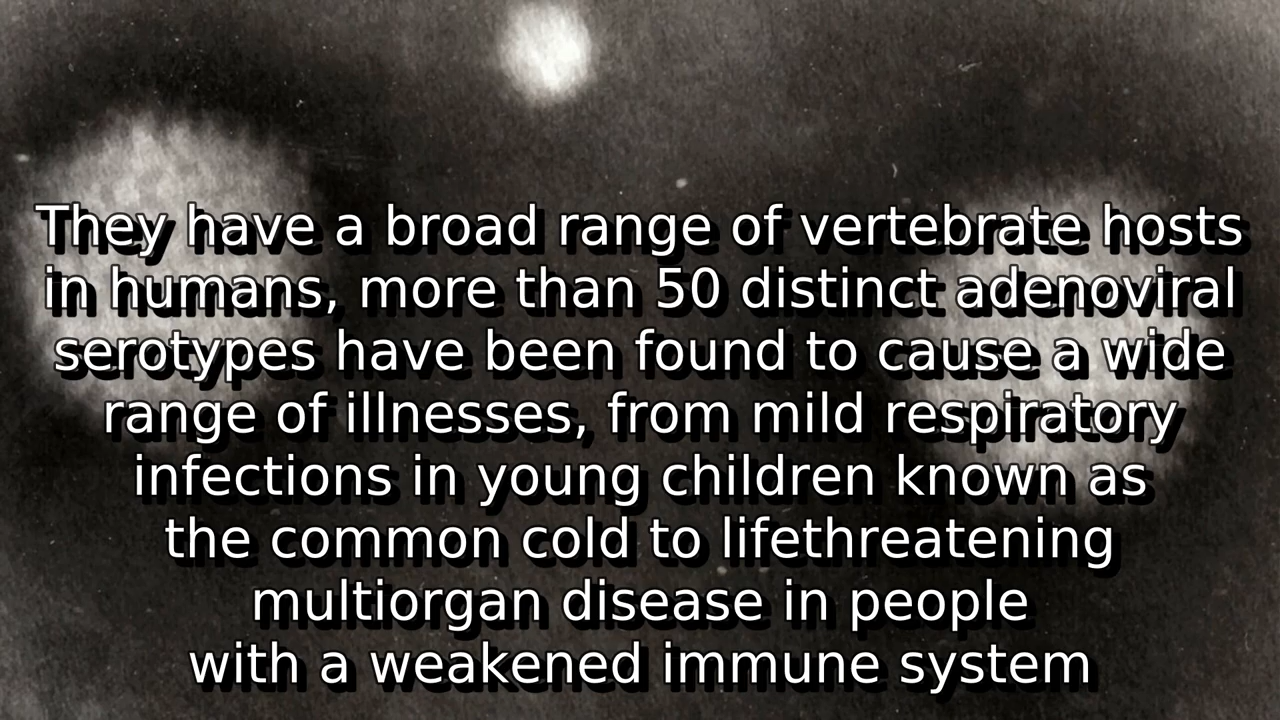 They have a broad range of vertebrate hosts
in humans, more than 50 distinct adenoviral
serotypes have been found to cause a wide
range of illnesses, from mild respiratory
infections in young children known as
the common cold to lifethreatening
multiorgan disease in people
with a weakened immune system